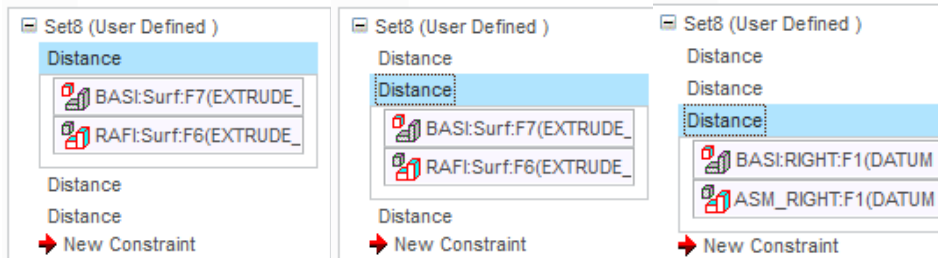 Set8 (User Defined )
Distance
BASI:Surf:F7(EXTRUDE_
RAFI:Surf:F6(EXTRUDE_
Distance
Distance
New Constraint
Set8 (User Defined )
Distance
Distance
BASI:Surf:F7(EXTRUDE_
RAFI:Surf:F6(EXTRUDE_
Distance
New Constraint
Set8 (User Defined )
Distance
Distance
Distance
BASI:RIGHT:F1(DATUM
ASM_RIGHT:F1(DATUM
New Constraint